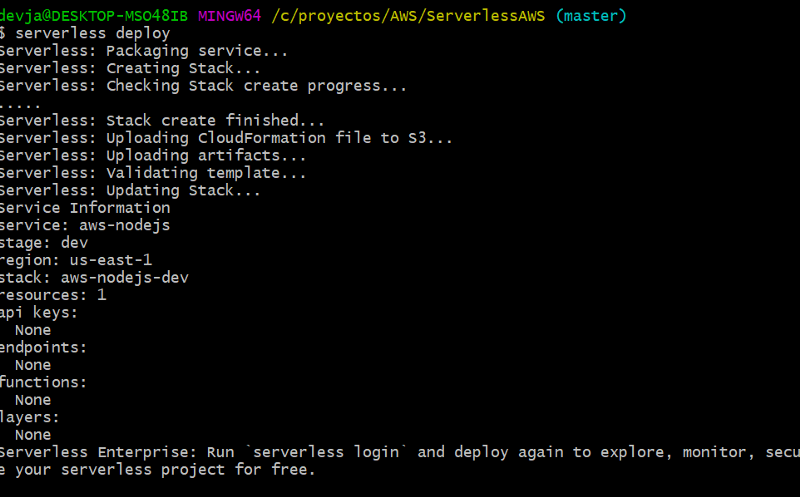 devja@DESKTOP-MSO48IB MINGW64 /c/proyectos/AWS/ServerlessAWS (master)
$ serverless deploy
Serverless: Packaging service...
Serverless: Creating Stack...
Serverless: Checking Stack create progress...
.....
Serverless: Stack create finished...
Serverless: Uploading CloudFormation file to S3...
Serverless: Uploading artifacts...
Serverless: Validating template...
Serverless: Updating Stack...
Service Information
service: aws-nodejs
stage: dev
region: us-east-1
stack: aws-nodejs-dev
resources: 1
api keys:
  None
endpoints:
  None
functions:
  None
layers:
  None
Serverless Enterprise: Run `serverless login` and deploy again to explore, monitor, secu
e your serverless project for free.